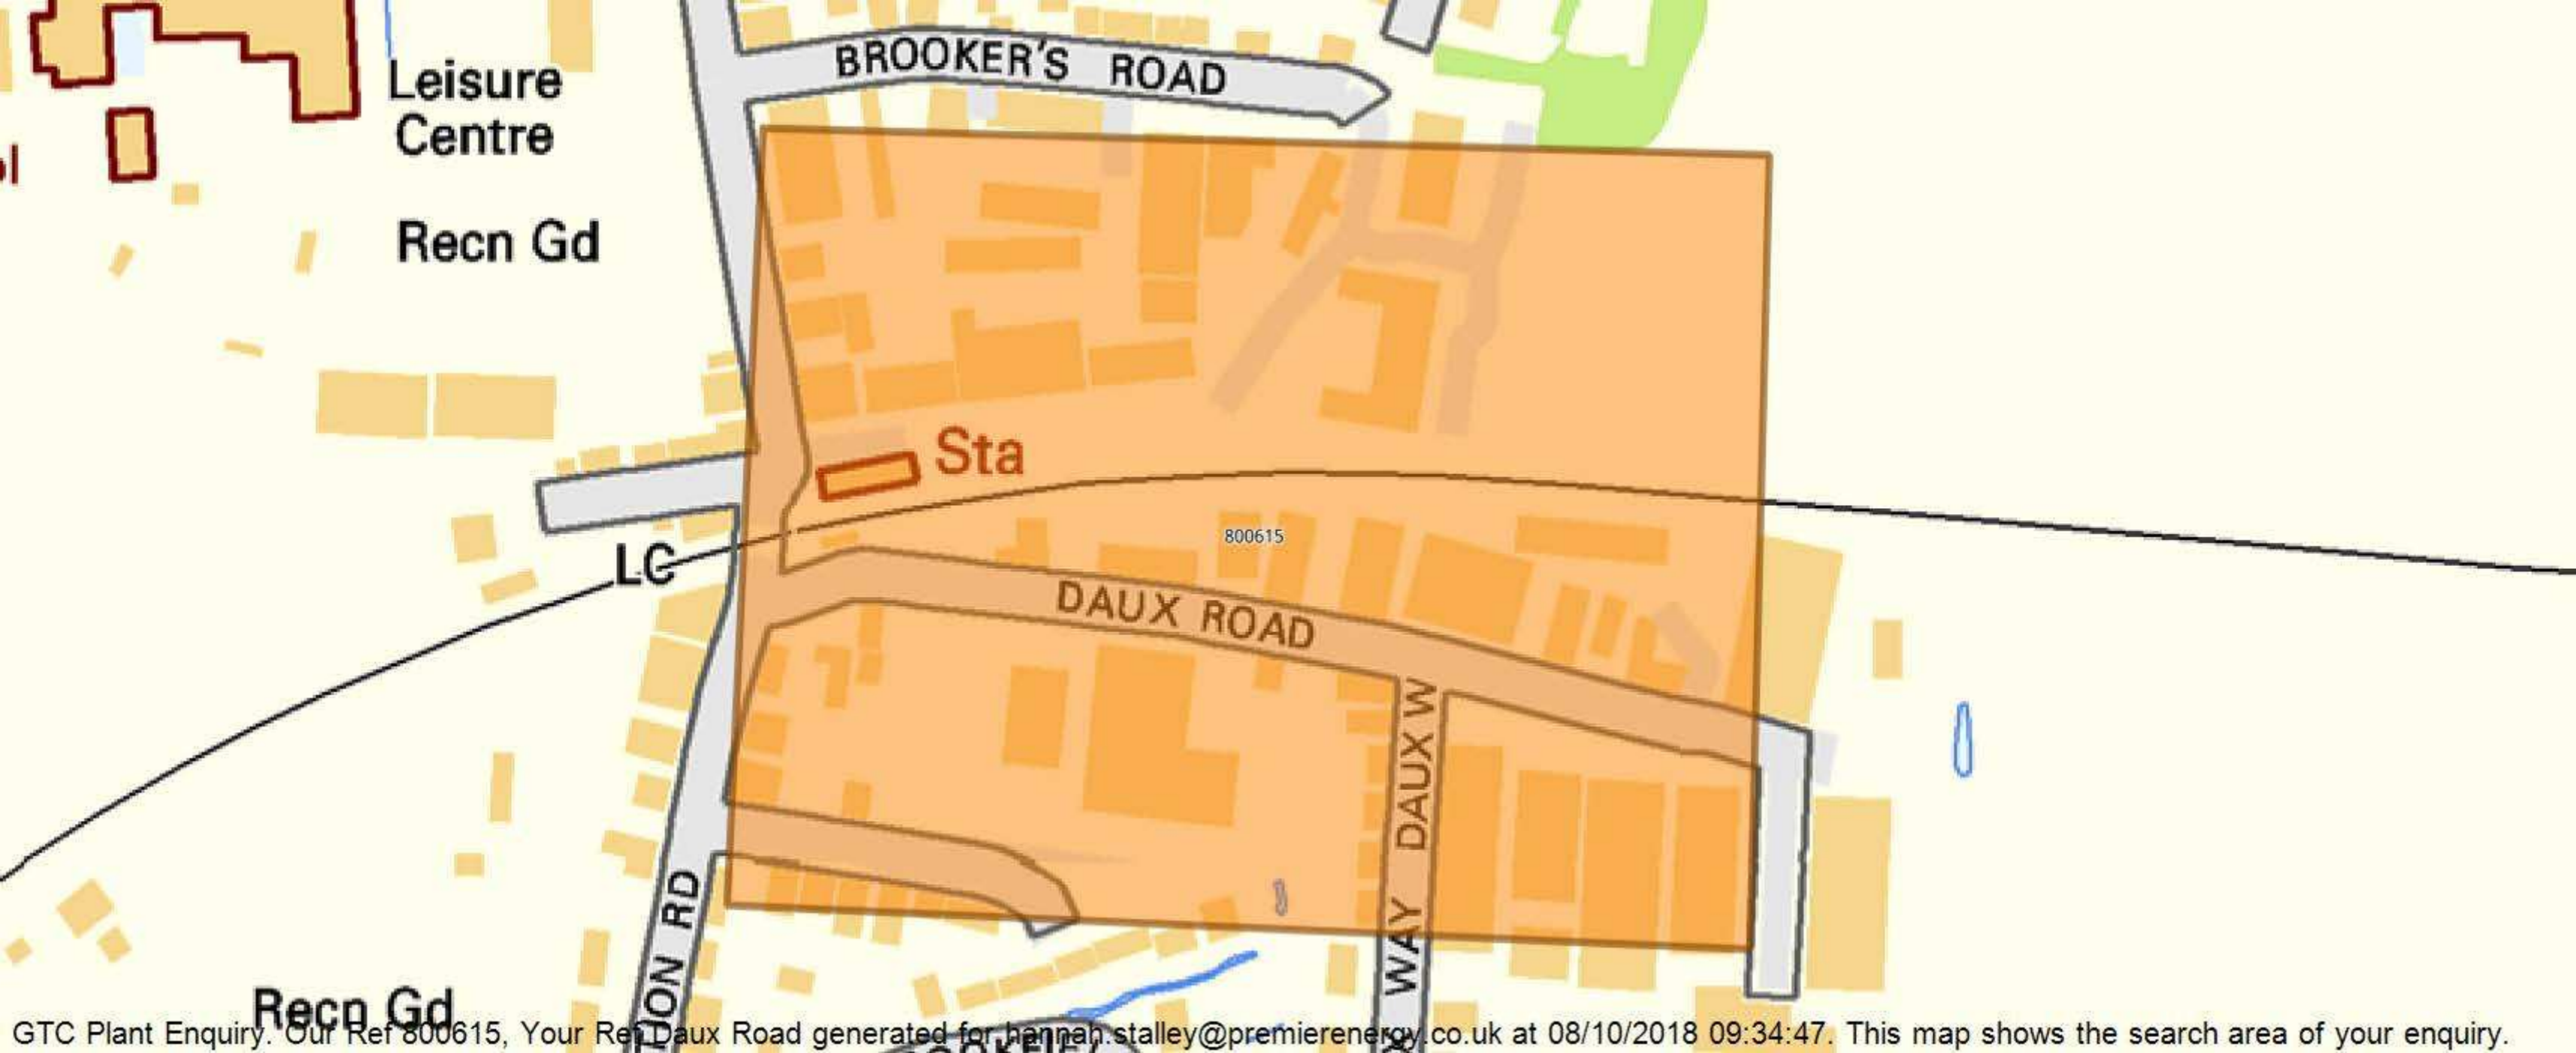 BROOKER'S ROAD
Leisure
Centre
Recn Gd
Sta
800615
LC
DAUX ROAD
DAUX W
WAY
RD
Recn Gd
GTC Plant Enquiry. Our Ref 800615, Your Ref Daux Road generated for hannah.stalley@premierenergy.co.uk at 08/10/2018 09:34:47. This map shows the search area of your enquiry.